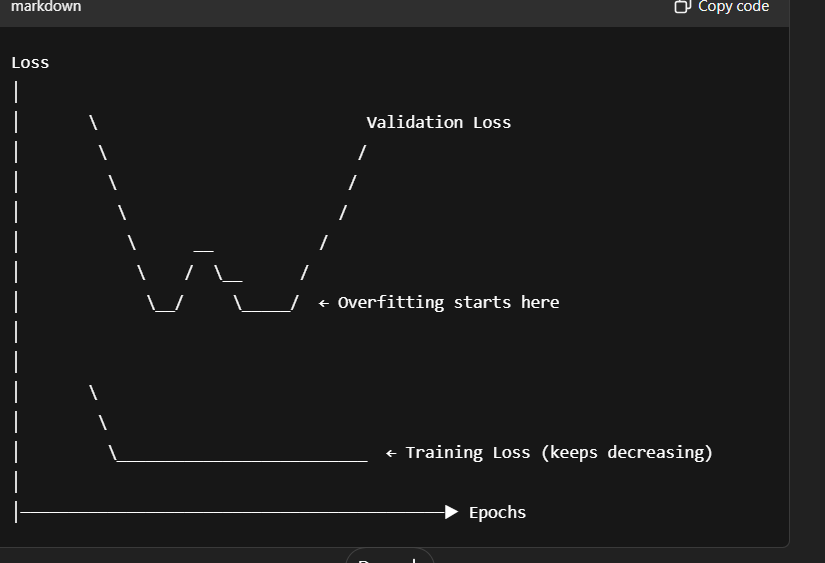 markdown
Copy code
Loss
Validation Loss
← Overfitting starts here
← Training Loss (keeps decreasing)
Epochs